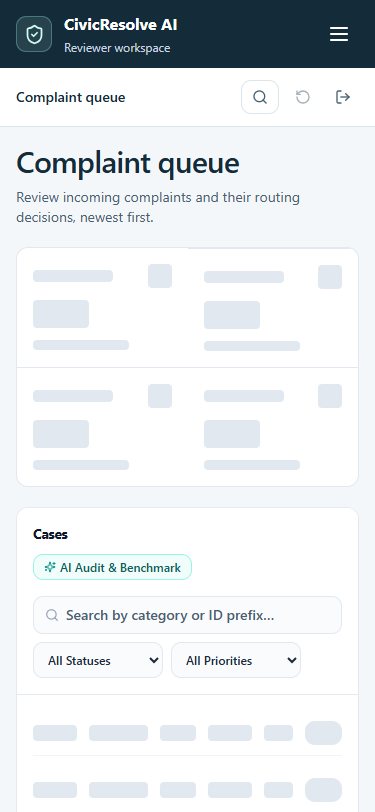 CivicResolve AI
Reviewer workspace
Complaint queue
Complaint queue
Review incoming complaints and their routing
decisions, newest first.
Cases
AI Audit & Benchmark
Search by category or ID prefix...
All Statuses
All Priorities